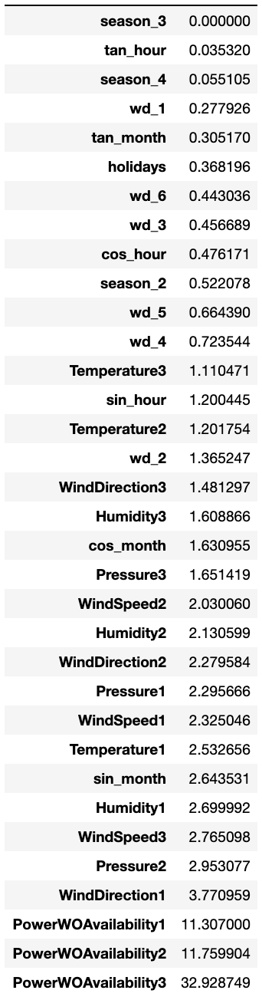 season_3 0.000000
tan_hour 0.035320
season_4 0.055105
wd_1 0.277926
tan_month 0.305170
holidays 0.368196
wd_6 0.443036
wd_3 0.456689
cos_hour 0.476171
season_2 0.522078
wd_5 0.664390
wd_4 0.723544
Temperature3 1.110471
sin_hour 1.200445
Temperature2 1.201754
wd_2 1.365247
WindDirection3 1.481297
Humidity3 1.608866
cos_month 1.630955
Pressure3 1.651419
WindSpeed2 2.030060
Humidity2 2.130599
WindDirection2 2.279584
Pressure1 2.295666
WindSpeed1 2.325046
Temperature1 2.532656
sin_month 2.643531
Humidity1 2.699992
WindSpeed3 2.765098
Pressure2 2.953077
WindDirection1 3.770959
PowerWOAvailability1 11.307000
PowerWOAvailability2 11.759904
PowerWOAvailability3 32.928749